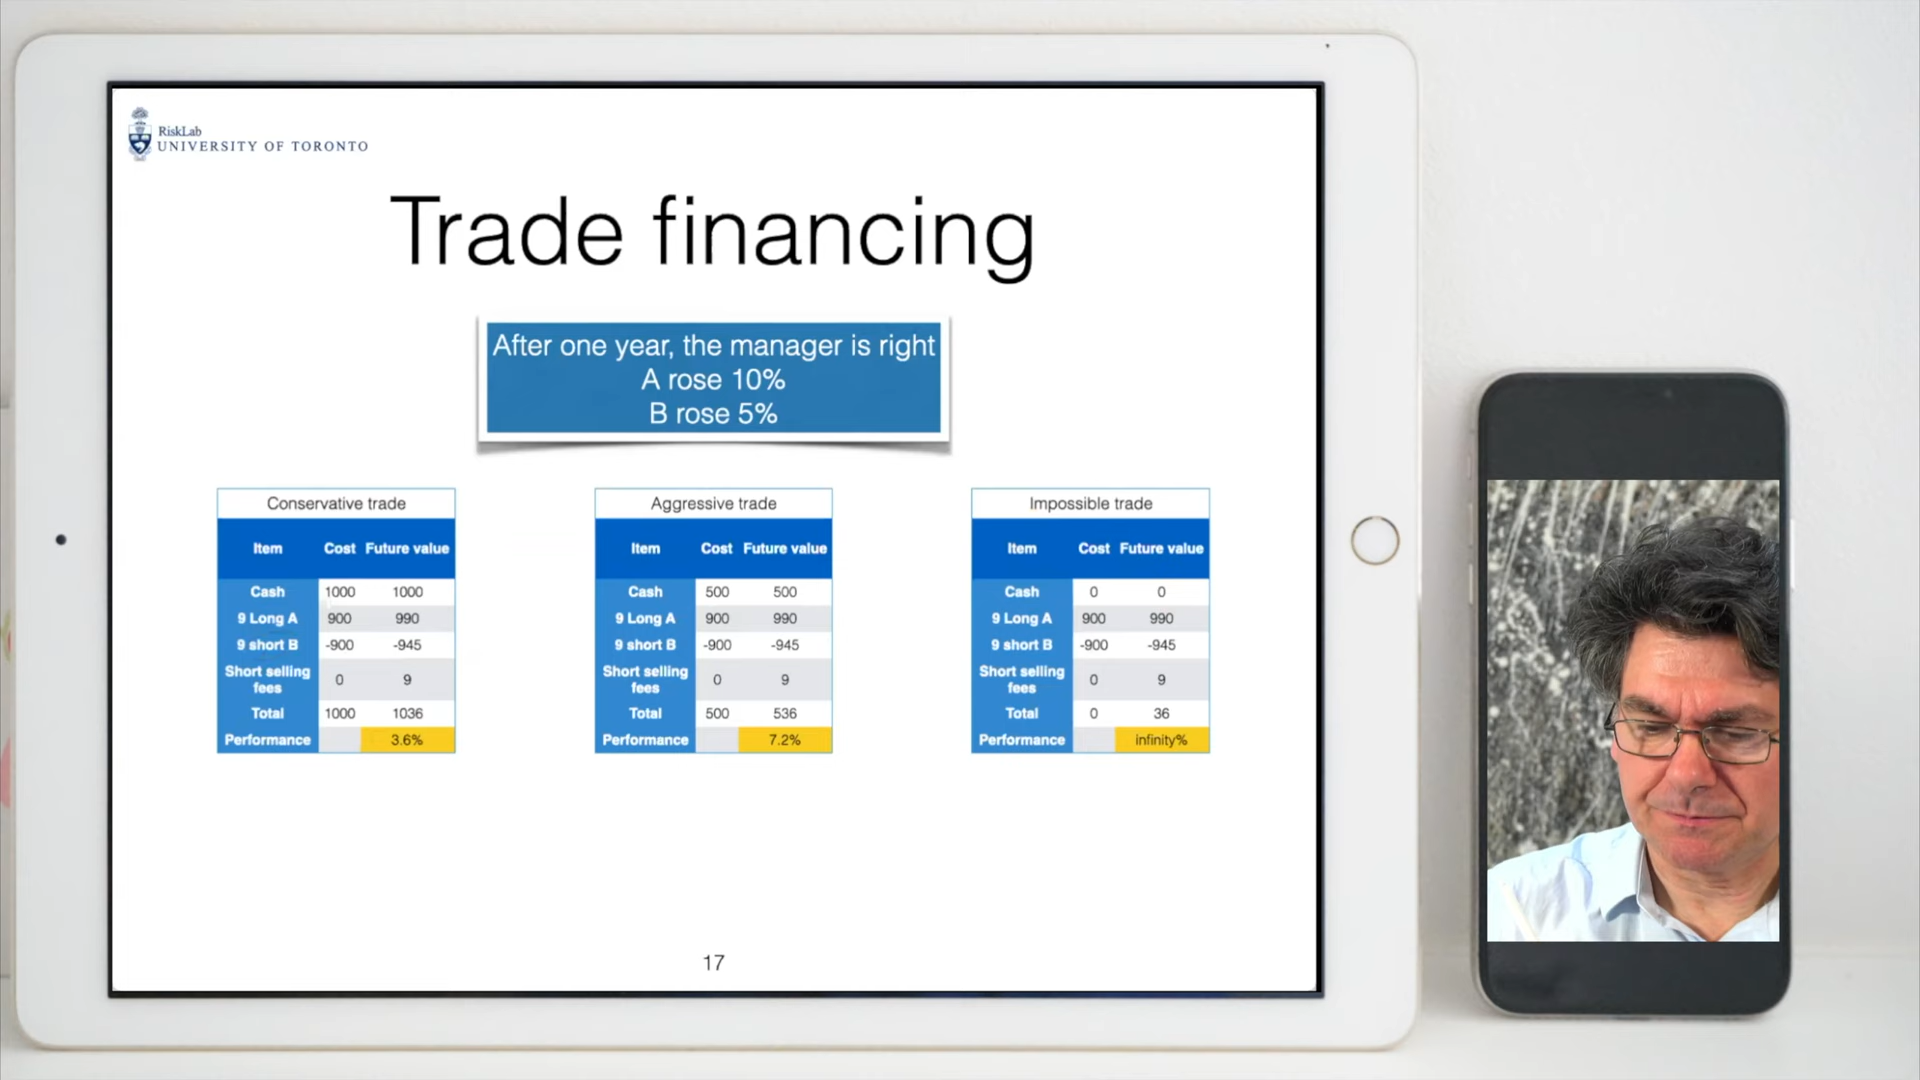 RiskLab
UNIVERSITY OF TORONTO
Trade financing
After one year, the manager is right
A rose 10%
B rose 5%
Conservative trade
Item Cost Future value
Cash 1000 1000
9 Long A 900 990
9 short B -900 -945
Short selling
fees 0 9
Total 1000 1036
Performance 3.6%
Aggressive trade
Item Cost Future value
Cash 500 500
9 Long A 900 990
9 short B -900 -945
Short selling
fees 0 9
Total 500 536
Performance 7.2%
Impossible trade
Item Cost Future value
Cash 0 0
9 Long A 900 990
9 short B -900 -945
Short selling
fees 0 9
Total 0 36
Performance infinity%
17